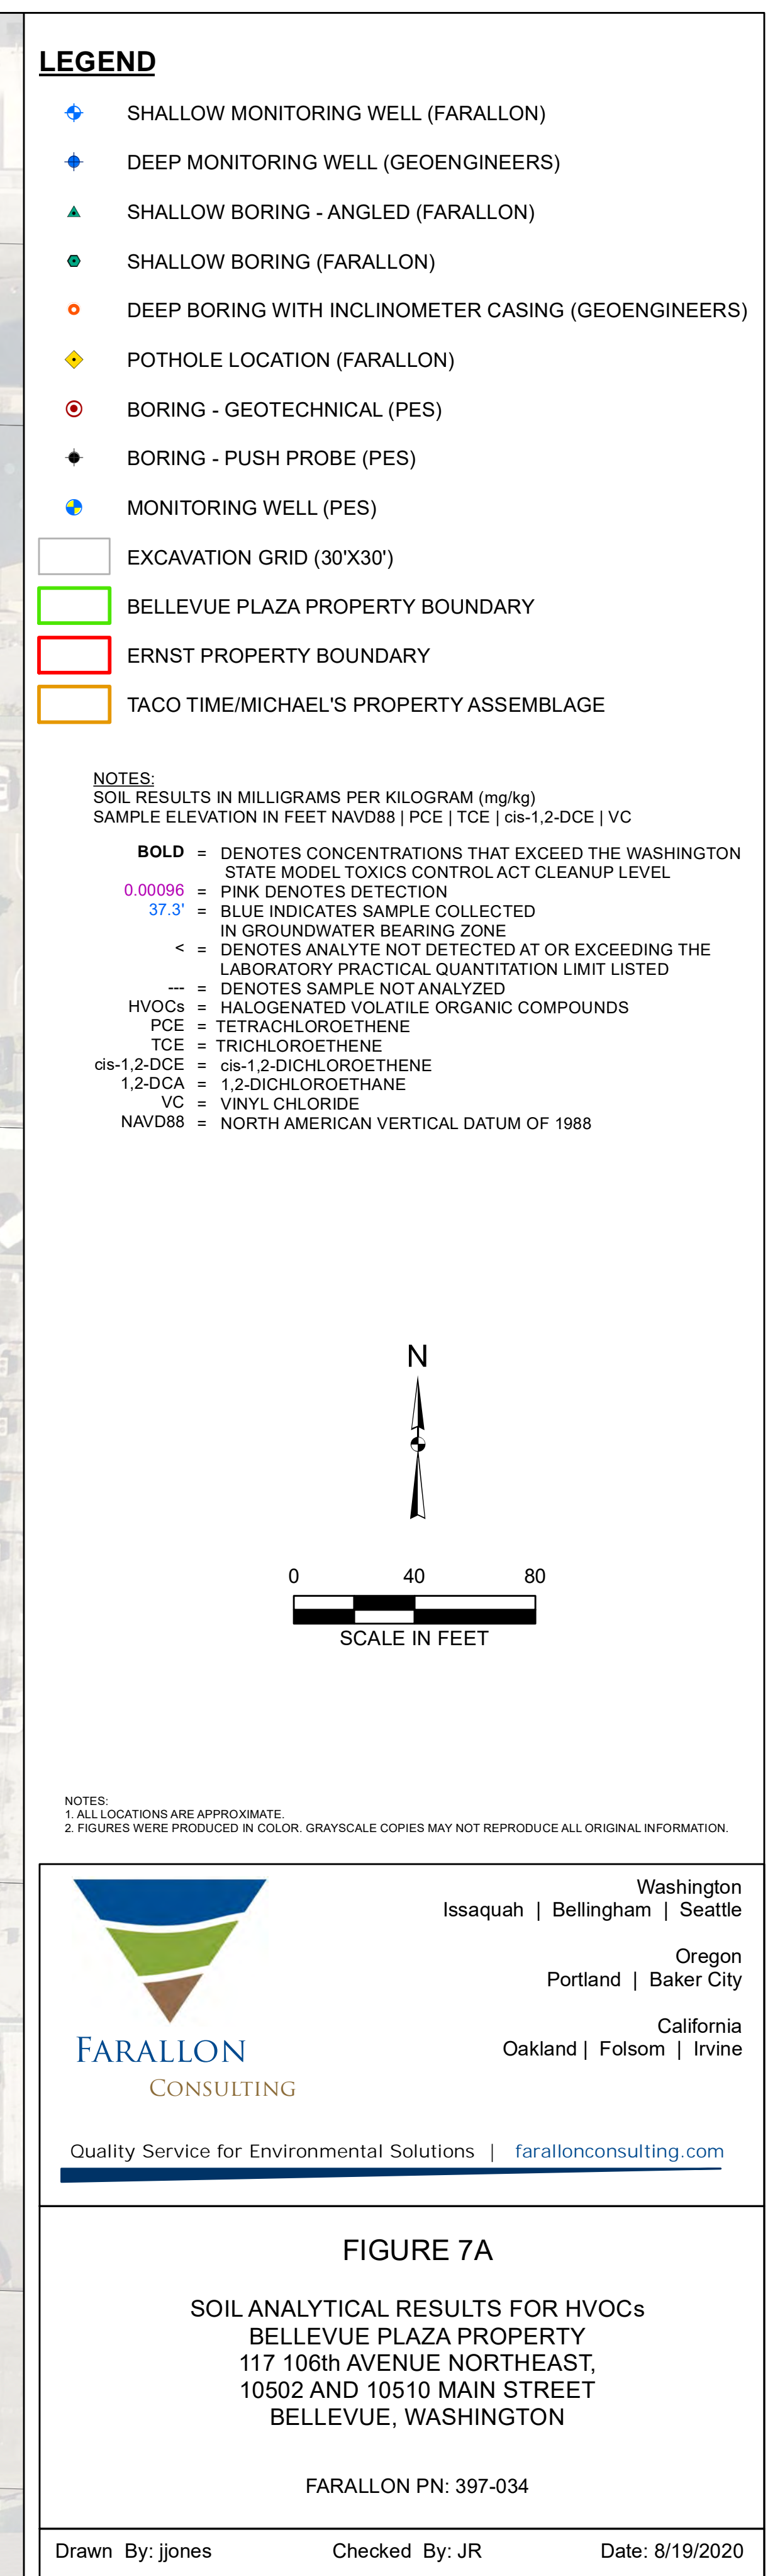 LEGEND
SHALLOW MONITORING WELL (FARALLON)
DEEP MONITORING WELL (GEOENGINEERS)
SHALLOW BORING - ANGLED (FARALLON)
SHALLOW BORING (FARALLON)
DEEP BORING WITH INCLINOMETER CASING (GEOENGINEERS)
POTHOLE LOCATION (FARALLON)
BORING - GEOTECHNICAL (PES)
BORING - PUSH PROBE (PES)
MONITORING WELL (PES)
EXCAVATION GRID (30'X30')
BELLEVUE PLAZA PROPERTY BOUNDARY
ERNST PROPERTY BOUNDARY
TACO TIME/MICHAEL'S PROPERTY ASSEMBLAGE
NOTES:
SOIL RESULTS IN MILLIGRAMS PER KILOGRAM (mg/kg)
SAMPLE ELEVATION IN FEET NAVD88 | PCE | TCE | cis-1,2-DCE | VC
BOLD = DENOTES CONCENTRATIONS THAT EXCEED THE WASHINGTON
STATE MODEL TOXICS CONTROL ACT CLEANUP LEVEL
0.00096 = PINK DENOTES DETECTION
37.3' = BLUE INDICATES SAMPLE COLLECTED
IN GROUNDWATER BEARING ZONE
< = DENOTES ANALYTE NOT DETECTED AT OR EXCEEDING THE
LABORATORY PRACTICAL QUANTITATION LIMIT LISTED
--- = DENOTES SAMPLE NOT ANALYZED
HVOCs = HALOGENATED VOLATILE ORGANIC COMPOUNDS
PCE = TETRACHLOROETHENE
TCE = TRICHLOROETHENE
cis-1,2-DCE = cis-1,2-DICHLOROETHENE
1,2-DCA = 1,2-DICHLOROETHANE
VC = VINYL CHLORIDE
NAVD88 = NORTH AMERICAN VERTICAL DATUM OF 1988
N
0 40 80
SCALE IN FEET
NOTES:
1. ALL LOCATIONS ARE APPROXIMATE.
2. FIGURES WERE PRODUCED IN COLOR. GRAYSCALE COPIES MAY NOT REPRODUCE ALL ORIGINAL INFORMATION.
Washington
Issaquah | Bellingham | Seattle
Oregon
Portland | Baker City
California
Oakland | Folsom | Irvine
FARALLON
CONSULTING
Quality Service for Environmental Solutions | farallonconsulting.com
FIGURE 7A
SOIL ANALYTICAL RESULTS FOR HVOCs
BELLEVUE PLAZA PROPERTY
117 106th AVENUE NORTHEAST,
10502 AND 10510 MAIN STREET
BELLEVUE, WASHINGTON
FARALLON PN: 397-034
Drawn By: jjones Checked By: JR Date: 8/19/2020